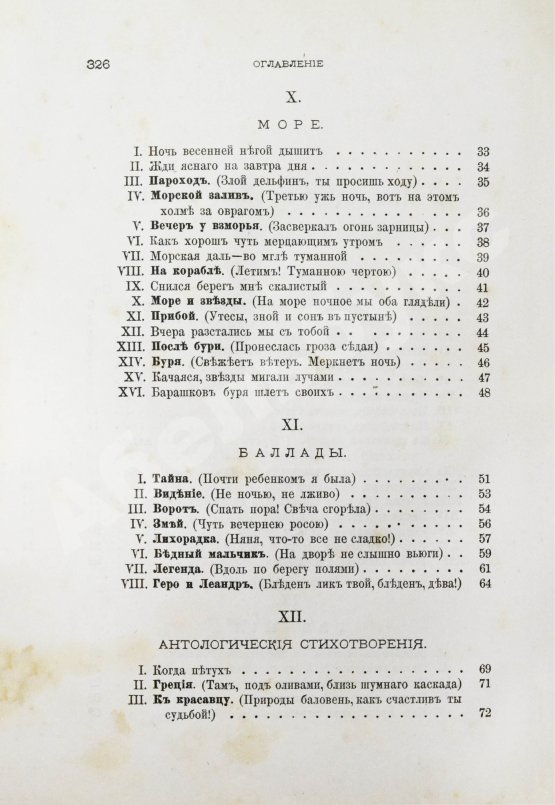 326 ОГЛАВЛЕНІЕ
X.
МОРЕ.
I. Ночь весенней нѣгой дышитъ . . . . . . . . . . . 33
II. Жди яснаго на завтра дня . . . . . . . . . . . . 34
III. Пароходъ. (Злой дельфинъ, ты просишь ходу) . . . . 35
IV. Морской заливъ. (Третью ужь ночь, вотъ на этомъ
холмѣ за оврагомъ) . . . . . . . . . . . . . 36
V. Вечеръ у взморья. (Засверкалъ огонь зарницы) . . . 37
VI. Какъ хорошъ чуть мерцающимъ утромъ . . . . . . 38
VII. Морская даль—во мглѣ туманной . . . . . . . . . 39
VIII. На кораблѣ. (Летимъ! Туманною чертою) . . . . . 40
IX. Снился берегъ мнѣ скалистый . . . . . . . . . . 41
X. Море и звѣзды. (На море ночное мы оба глядѣли) . 42
XI. Прибой. (Утесы, зной и сонъ въ пустынѣ) . . . . . 43
XII. Вчера разстались мы съ тобой . . . . . . . . . . 44
XIII. Послѣ бури. (Пронеслась гроза сѣдая) . . . . . . . 45
XIV. Буря. (Свѣжѣетъ вѣтеръ. Меркнетъ ночь) . . . . . 46
XV. Качаяся, звѣзды мигали лучами . . . . . . . . . . 47
XVI. Барашковъ буря шлетъ своихъ . . . . . . . . . . 48
XI.
БАЛЛАДЫ.
I. Тайна. (Почти ребенкомъ я была) . . . . . . . . . 51
II. Видѣніе. (Не ночью, не лживо) . . . . . . . . . . 53
III. Воротъ. (Спать пора! Свѣча сгорѣла) . . . . . . . 54
IV. Змѣй. (Чуть вечернею росою) . . . . . . . . . . . 56
V. Лихорадка. (Няня, что-то все не сладко!) . . . . . . 57
VI. Бѣдный мальчикъ. (На дворѣ не слышно вьюги) . . 59
VII. Легенда. (Вдоль по берегу полями) . . . . . . . . . 61
VIII. Геро и Леандръ. (Блѣденъ ликъ твой, блѣденъ, дѣва!) 64
XII.
АНТОЛОГИЧЕСКІЯ СТИХОТВОРЕНІЯ.
I. Когда пѣтухъ . . . . . . . . . . . . . . . . . . 69
II. Греція. (Тамъ, подъ оливами, близь шумнаго каскада) 71
III. Къ красавцу. (Природы баловень, какъ счастливъ ты
судьбой!) . . . . . . . . . . . . . . . . . . 72